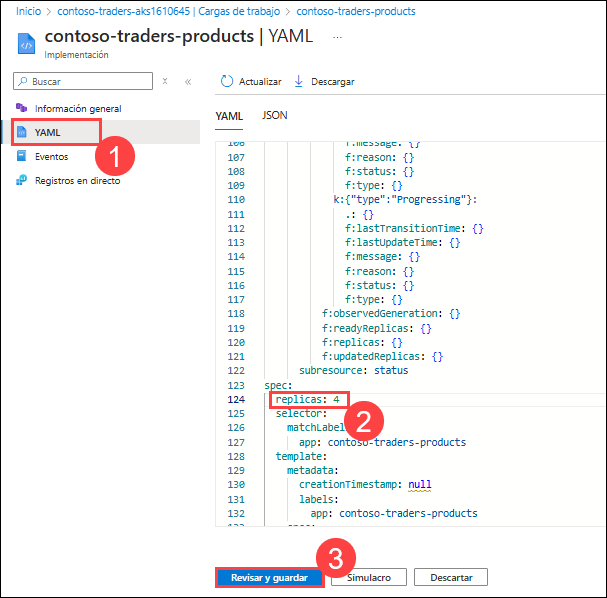 Inicio > contoso-traders-aks1610645 | Cargas de trabajo > contoso-traders-products
contoso-traders-products | YAML ...
Implementación
Buscar
Actualizar
Descargar
Información general
YAML
1
Eventos
Registros en directo
YAML
JSON
106 f:message: {}
107 f:reason: {}
108 f:status: {}
109 f:type: {}
110 k:{"type":"Progressing"}:
111 .: {}
112 f:lastTransitionTime: {}
113 f:lastUpdateTime: {}
114 f:message: {}
115 f:reason: {}
116 f:status: {}
117 f:type: {}
118 f:observedGeneration: {}
119 f:readyReplicas: {}
120 f:replicas: {}
121 f:updatedReplicas: {}
122 subresource: status
123 spec:
124 replicas: 4
2
125 selector:
126 matchLabel
127 app: contoso-traders-products
128 template:
129 metadata:
130 creationTimestamp: null
131 labels:
132 app: contoso-traders-products
3
Revisar y guardar
Simulacro
Descartar